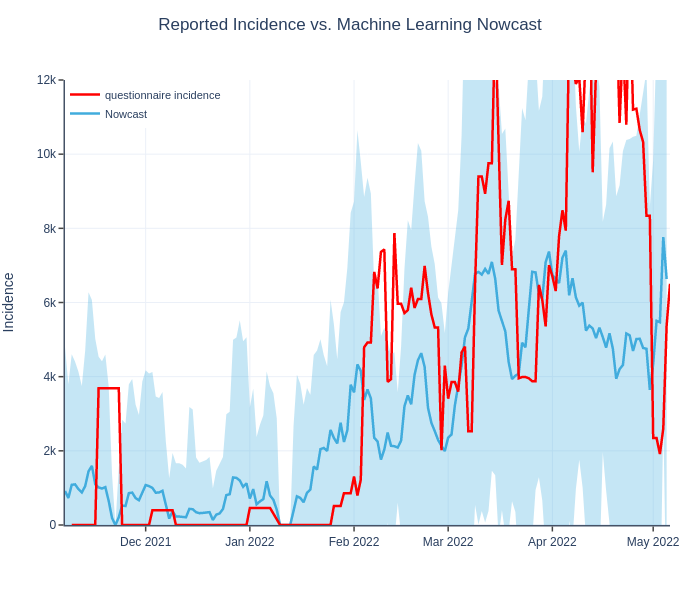 Reported Incidence vs. Machine Learning Nowcast
questionnaire incidence
Nowcast
Incidence
12k
10k
8k
6k
4k
2k
0
Dec 2021
Jan 2022
Feb 2022
Mar 2022
Apr 2022
May 2022